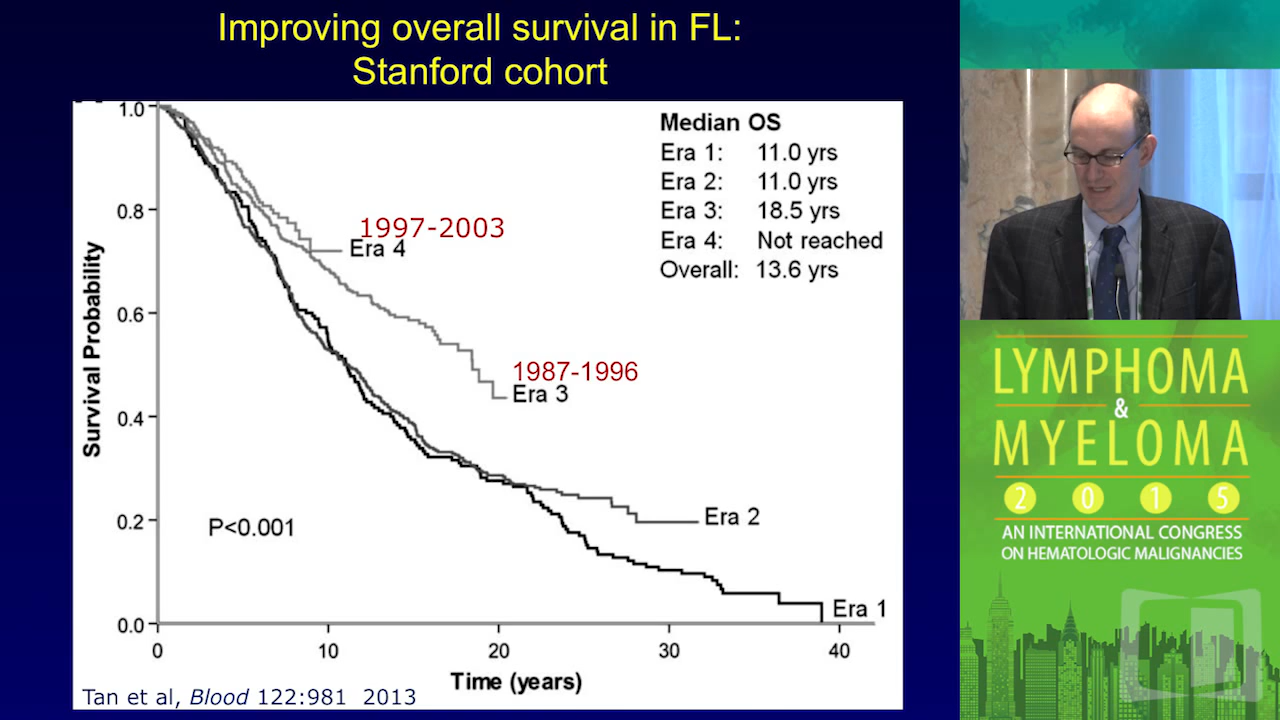 Improving overall survival in FL:
Stanford cohort
Median OS
Era 1: 11.0 yrs
Era 2: 11.0 yrs
Era 3: 18.5 yrs
Era 4: Not reached
Overall: 13.6 yrs
1.0
0.8
0.6
0.4
0.2
0.0
Survival Probability
1997-2003
Era 4
1987-1996
Era 3
Era 2
Era 1
P<0.001
0 10 20 30 40
Time (years)
Tan et al, Blood 122:981 2013
LYMPHOMA
&
MYELOMA
2015
AN INTERNATIONAL CONGRESS
ON HEMATOLOGIC MALIGNANCIES